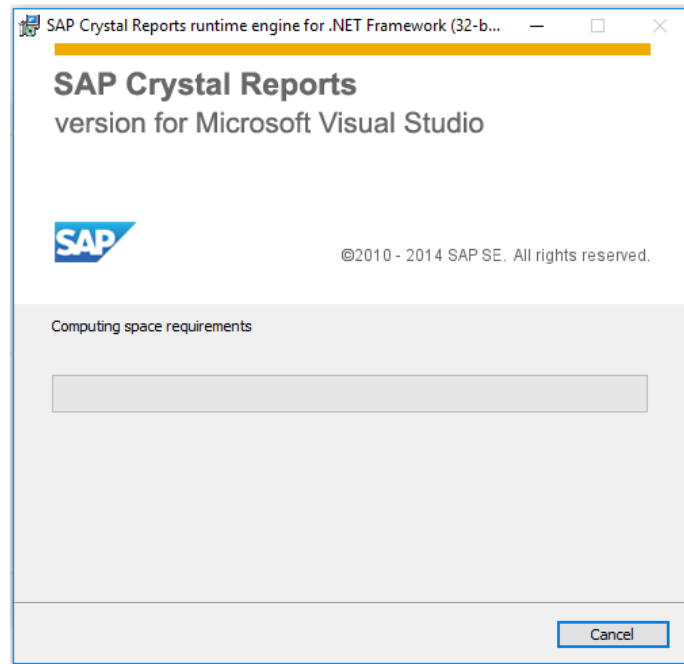 SAP Crystal Reports runtime engine for .NET Framework (32-b...
SAP Crystal Reports
version for Microsoft Visual Studio
SAP
©2010 - 2014 SAP SE. All rights reserved.
Computing space requirements
Cancel